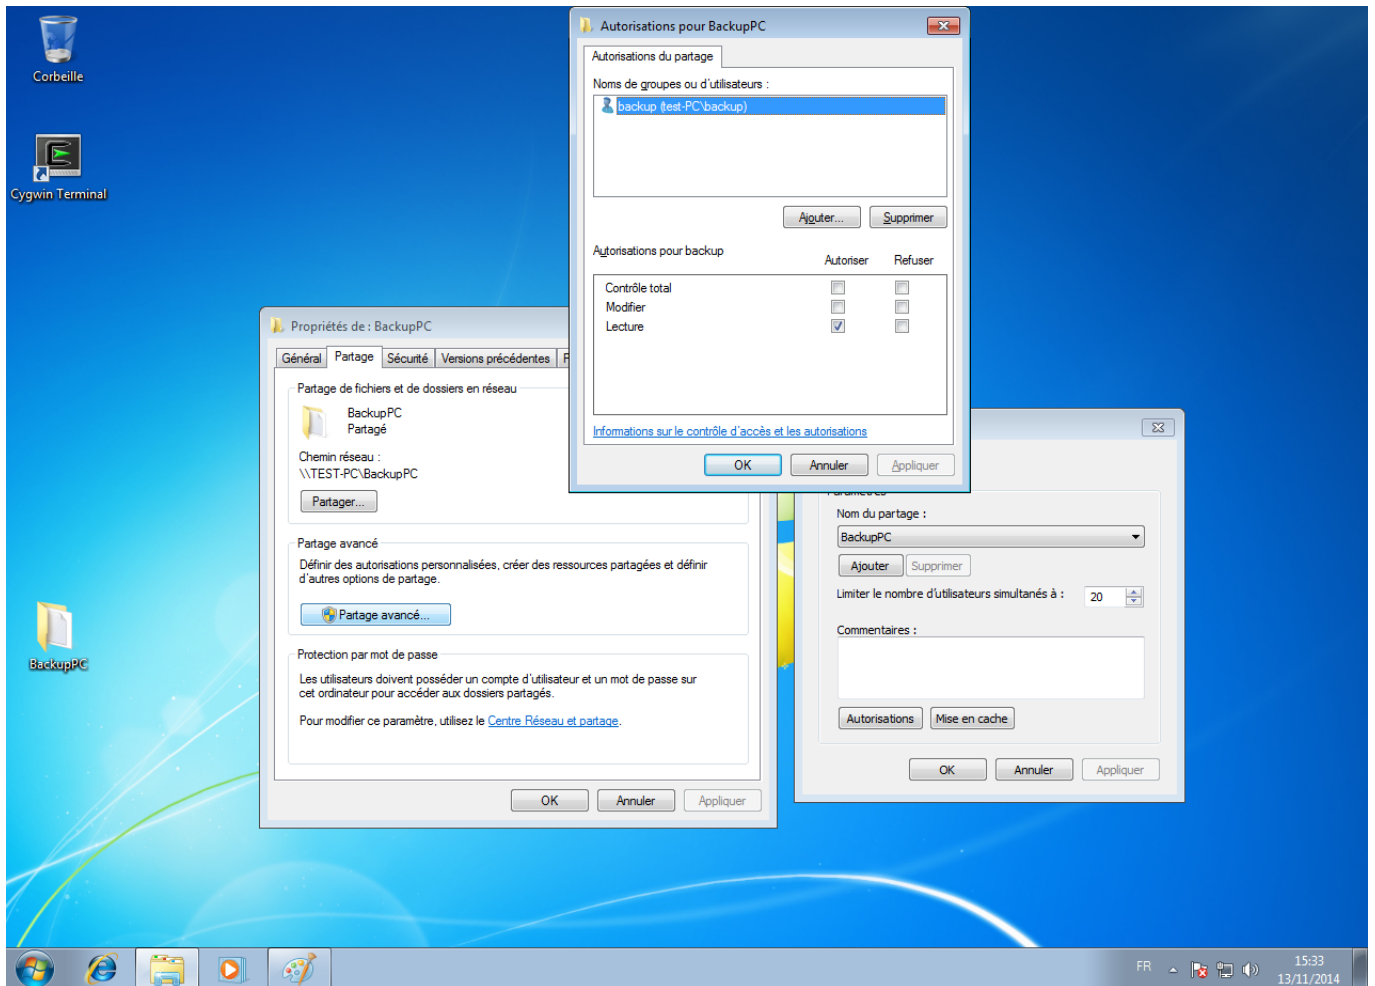 Corbeille
Cygwin Terminal
BackupPC
Autorisations pour BackupPC
Autorisations du partage
Noms de groupes ou d'utilisateurs :
backup (test-PC\backup)
Ajouter...
Supprimer
Autorisations pour backup
Autoriser
Refuser
Contrôle total
Modifier
Lecture
Informations sur le contrôle d'accès et les autorisations
OK
Annuler
Appliquer
Propriétés de : BackupPC
Général
Partage
Sécurité
Versions précédentes
Partage de fichiers et de dossiers en réseau
BackupPC
Partagé
Chemin réseau :
\\TEST-PC\BackupPC
Partager...
Partage avancé
Définir des autorisations personnalisées, créer des ressources partagées et définir
d'autres options de partage.
Partage avancé...
Protection par mot de passe
Les utilisateurs doivent posséder un compte d'utilisateur et un mot de passe sur
cet ordinateur pour accéder aux dossiers partagés.
Pour modifier ce paramètre, utilisez le Centre Réseau et partage.
OK
Annuler
Appliquer
Nom du partage :
BackupPC
Ajouter
Supprimer
Limiter le nombre d'utilisateurs simultanés à :
20
Commentaires :
Autorisations
Mise en cache
OK
Annuler
Appliquer
FR
15:33
13/11/2014